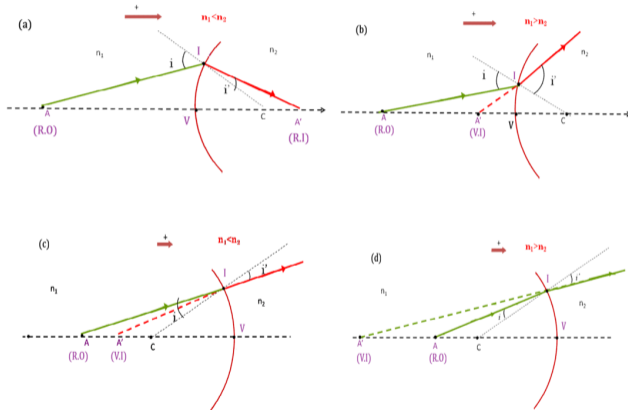 (a)
+
n₁<n₂
n₁
n₂
I
i
i'
A
(R.O)
V
C
A'
(R.I)
(b)
+
n₁>n₂
n₁
n₂
I
i
i'
A
(R.O)
A'
(V.I)
V
C
(c)
+
n₁<n₂
I
i'
n₁
i
n₂
A
(R.O)
A'
(V.I)
C
V
(d)
+
n₁>n₂
I
i'
n₁
n₂
i
A'
(V.I)
A
(R.O)
C
V